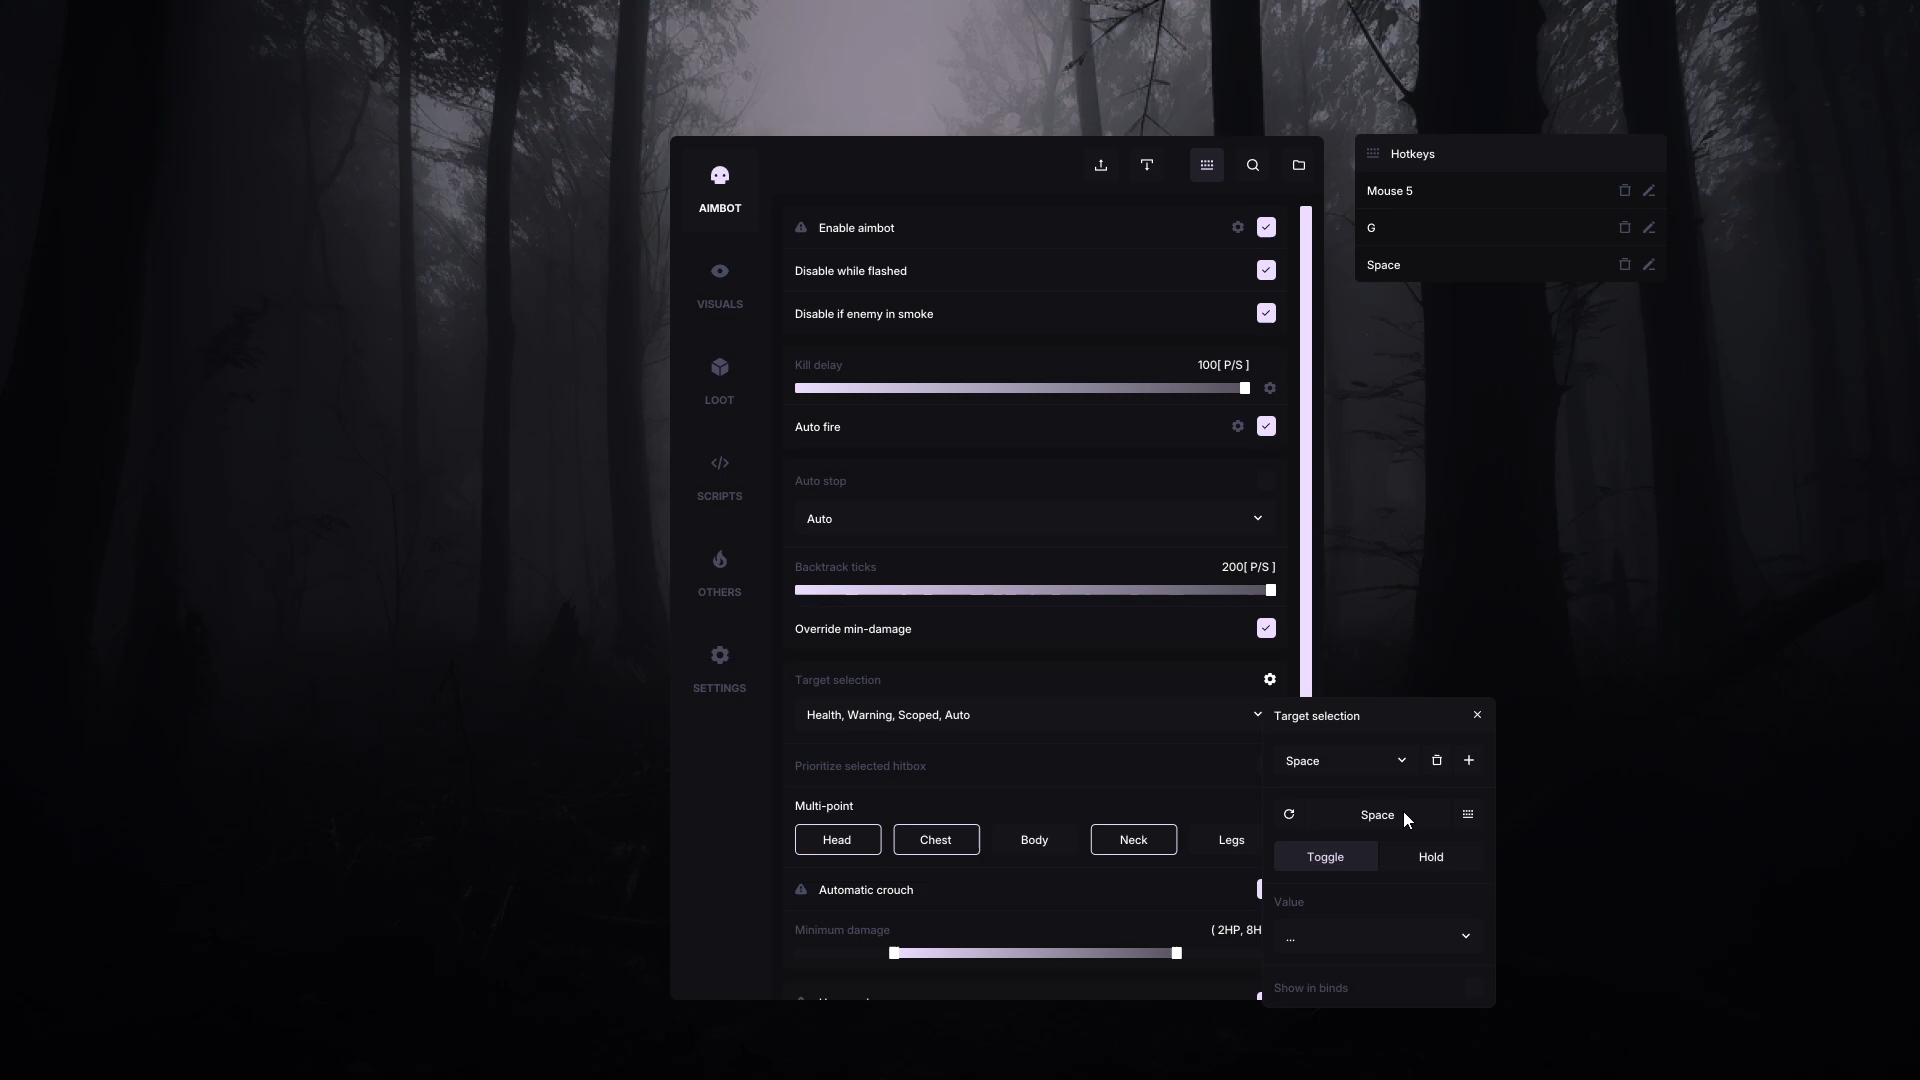 AIMBOT
VISUALS
LOOT
SCRIPTS
OTHERS
SETTINGS
Enable aimbot
Disable while flashed
Disable if enemy in smoke
Kill delay
100[ P/S ]
Auto fire
Auto stop
Auto
Backtrack ticks
200[ P/S ]
Override min-damage
Target selection
Health, Warning, Scoped, Auto
Prioritize selected hitbox
Multi-point
Head
Chest
Body
Neck
Legs
Automatic crouch
Minimum damage
( 2HP, 8H
Hotkeys
Mouse 5
G
Space
Target selection
Space
Space
Toggle
Hold
Value
...
Show in binds